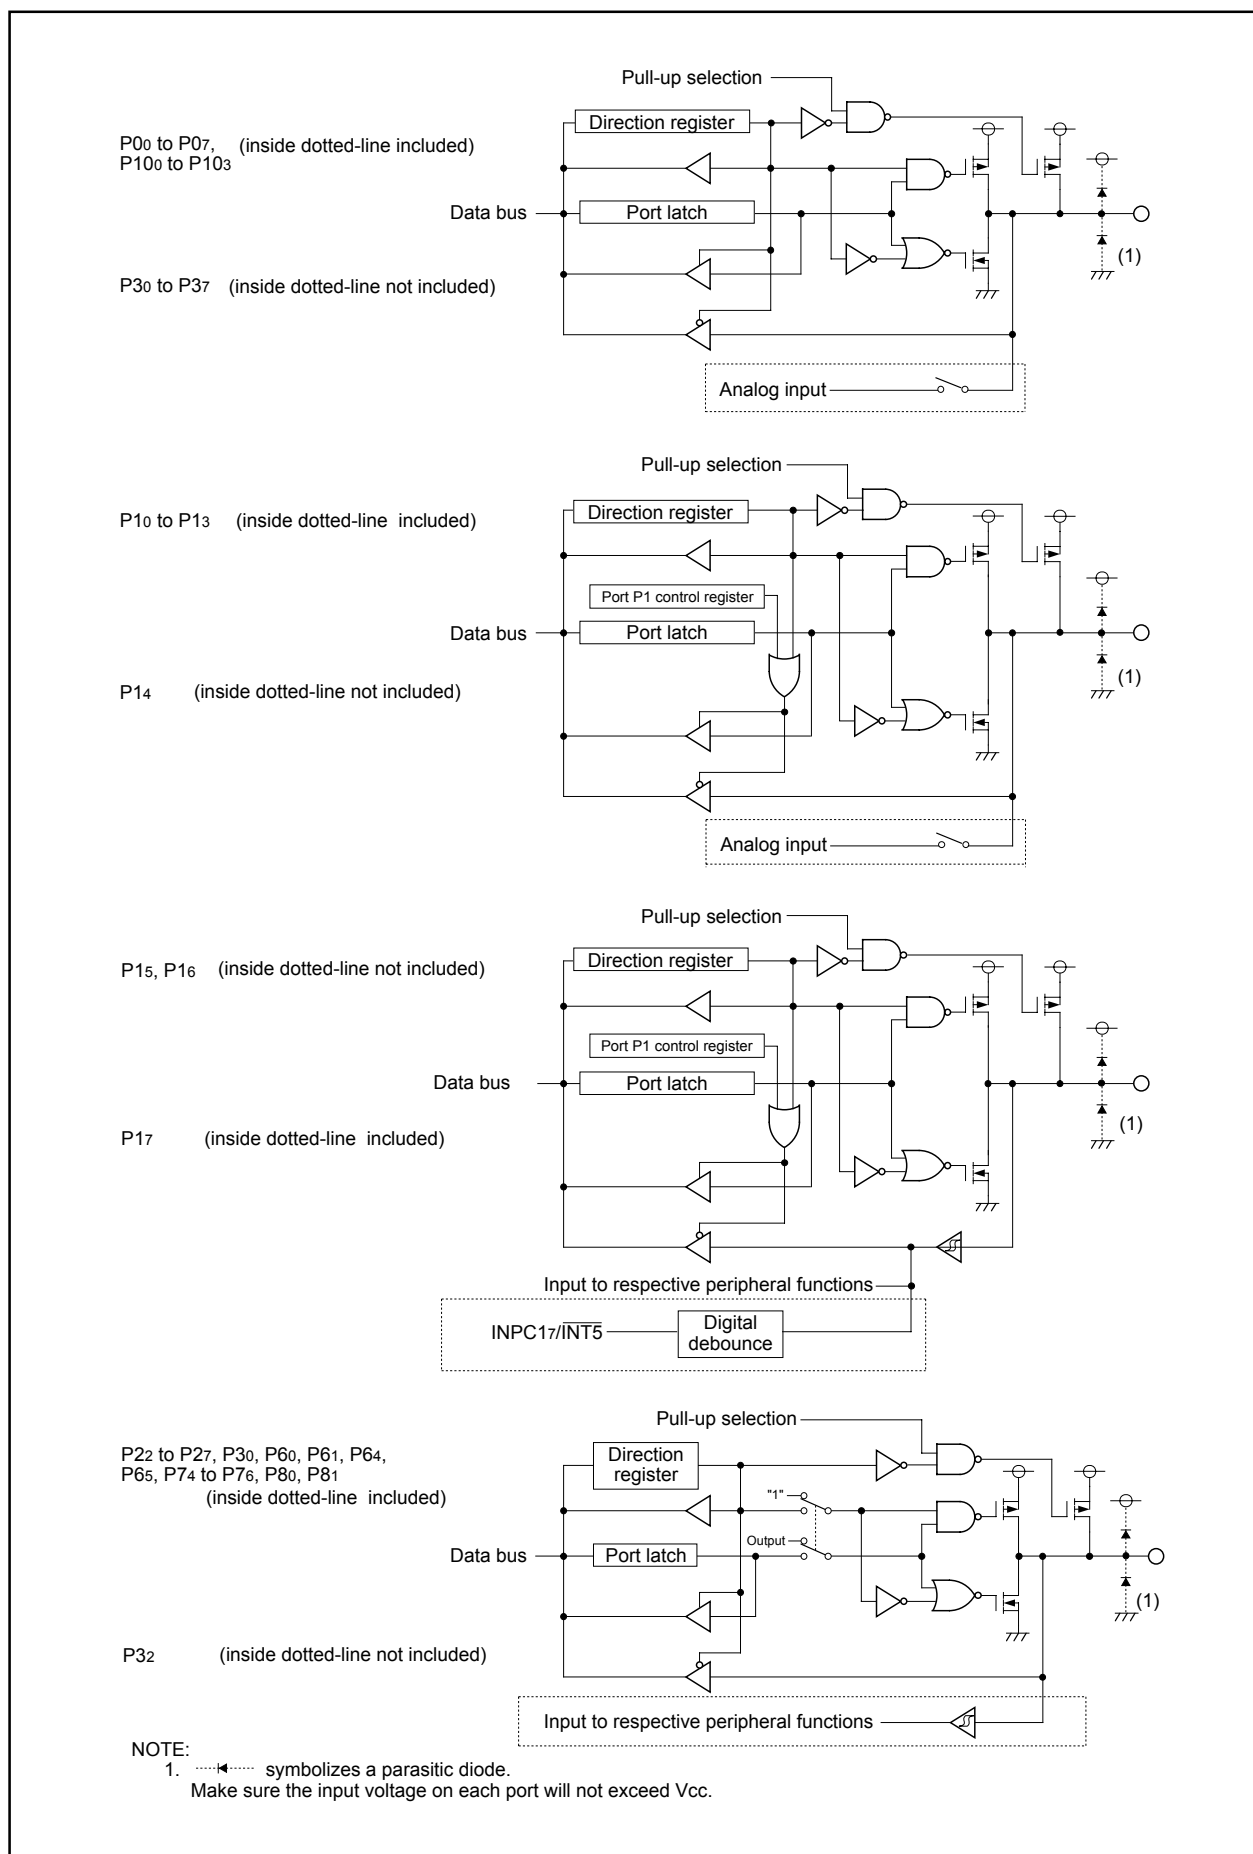 Pull-up selection
Direction register
P00 to P07, (inside dotted-line included)
P100 to P103
Data bus
Port latch
(1)
P30 to P37 (inside dotted-line not included)
Analog input
Pull-up selection
Direction register
P10 to P13 (inside dotted-line included)
Port P1 control register
Data bus
Port latch
(1)
P14 (inside dotted-line not included)
Analog input
Pull-up selection
Direction register
P15, P16 (inside dotted-line not included)
Port P1 control register
Data bus
Port latch
(1)
P17 (inside dotted-line included)
Input to respective peripheral functions
INPC17/INT5
Digital
debounce
Pull-up selection
P22 to P27, P30, P60, P61, P64,
P65, P74 to P76, P80, P81
(inside dotted-line included)
Direction
register
"1"
Output
Data bus
Port latch
(1)
P32 (inside dotted-line not included)
Input to respective peripheral functions
NOTE:
1. symbolizes a parasitic diode.
Make sure the input voltage on each port will not exceed Vcc.